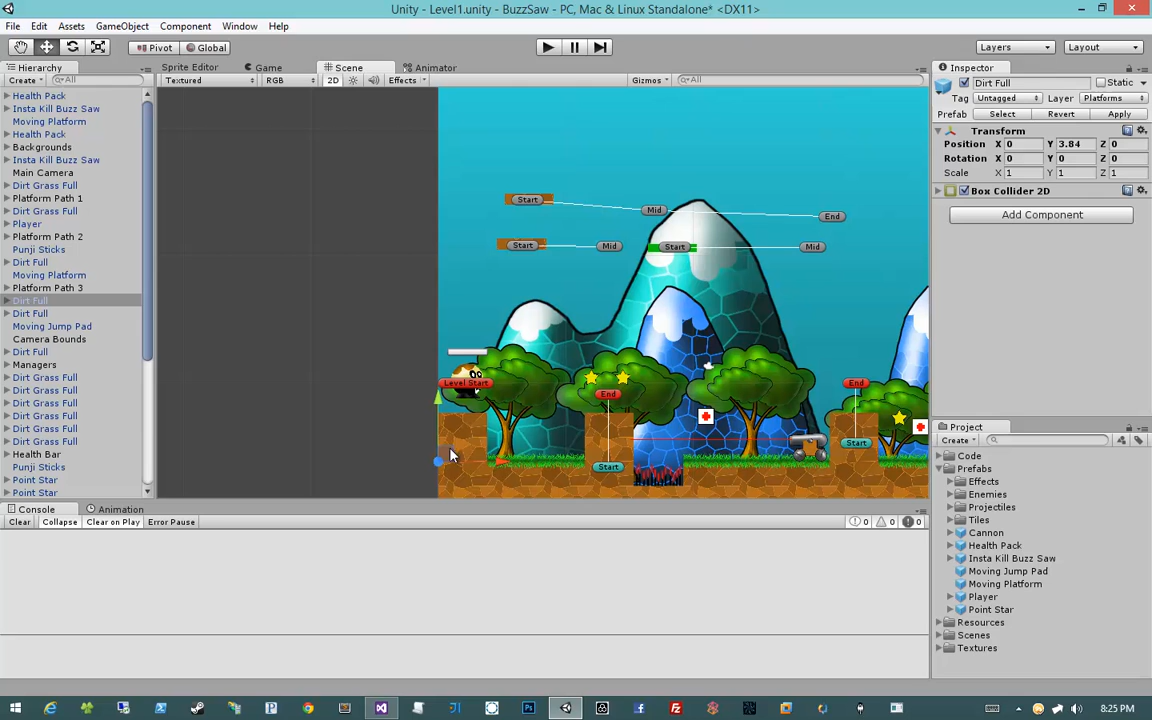 Unity - Level1.unity - BuzzSaw - PC, Mac & Linux Standalone* <DX11>
File Edit Assets GameObject Component Window Help
Pivot Global Layers Layout
Hierarchy Sprite Editor Game Scene Animator Inspector
Create All Textured RGB 2D Effects Gizmos All
Dirt Full Static
Tag Untagged Layer Platforms
Prefab Select Revert Apply
Transform
Position X 0 Y 3.84 Z 0
Rotation X 0 Y 0 Z 0
Scale X 1 Y 1 Z 1
Box Collider 2D
Add Component
Health Pack
Insta Kill Buzz Saw
Moving Platform
Health Pack
Backgrounds
Insta Kill Buzz Saw
Main Camera
Dirt Grass Full
Platform Path 1
Dirt Grass Full
Player
Platform Path 2
Punji Sticks
Dirt Full
Moving Platform
Platform Path 3
Dirt Full
Dirt Full
Moving Jump Pad
Camera Bounds
Dirt Full
Managers
Dirt Grass Full
Dirt Grass Full
Dirt Grass Full
Dirt Grass Full
Dirt Grass Full
Dirt Grass Full
Health Bar
Punji Sticks
Point Star
Point Star
Start Mid End
Start Mid Start Mid
Level Start End End
Start Start
Project
Create
Code
Prefabs
Effects
Enemies
Projectiles
Tiles
Cannon
Health Pack
Insta Kill Buzz Saw
Moving Jump Pad
Moving Platform
Player
Point Star
Resources
Scenes
Textures
Console Animation
Clear Collapse Clear on Play Error Pause 0 0 0
8:25 PM